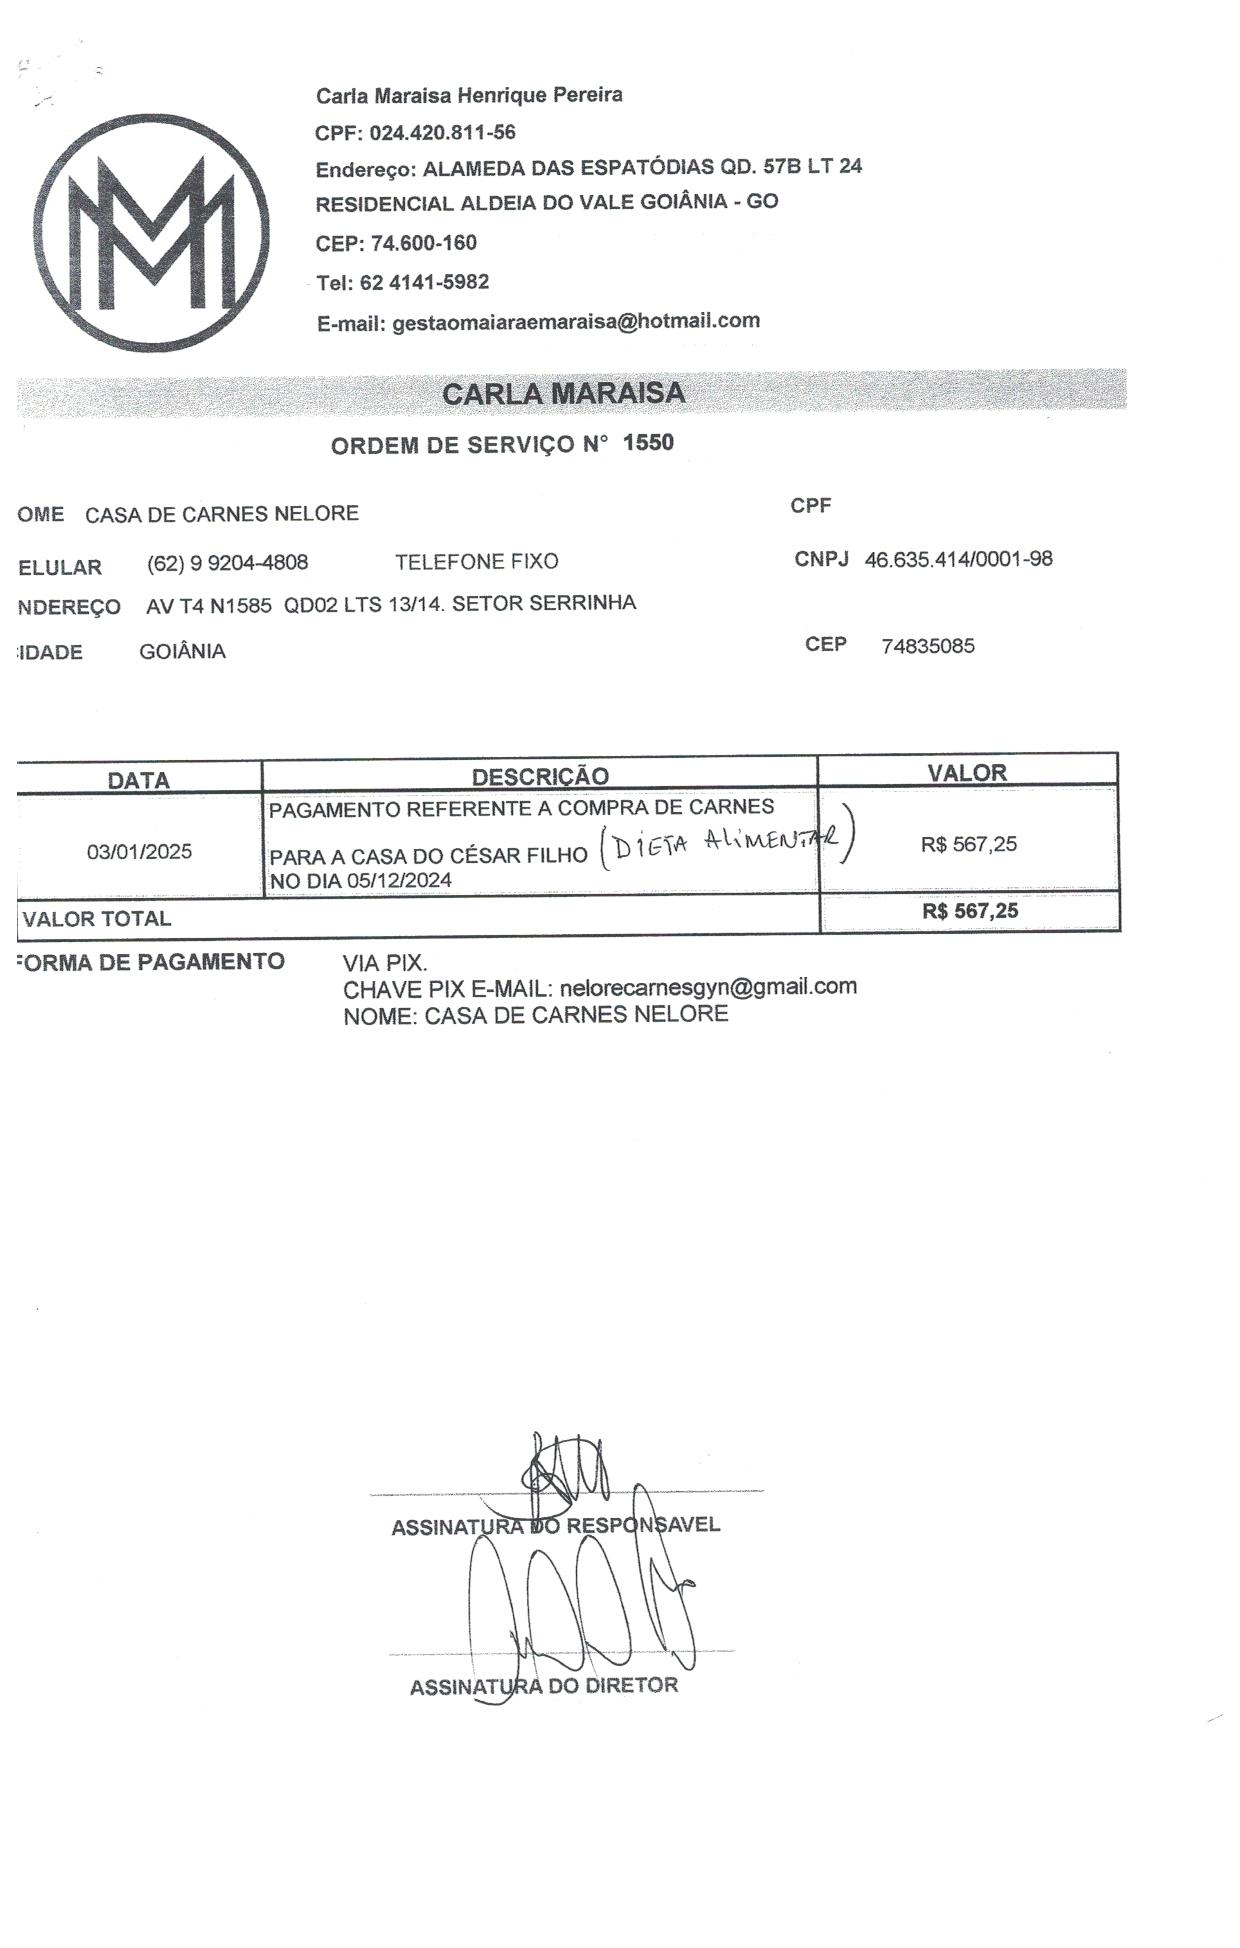 Carla Maraisa Henrique Pereira
CPF: 024.420.811-56
Endereço: ALAMEDA DAS ESPATÓDIAS QD. 57B LT 24
RESIDENCIAL ALDEIA DO VALE GOIÂNIA - GO
CEP: 74.600-160
Tel: 62 4141-5982
E-mail: gestaomaiaraemaraisa@hotmail.com
CARLA MARAISA
ORDEM DE SERVIÇO N° 1550
OME CASA DE CARNES NELORE CPF
ELULAR (62) 9 9204-4808 TELEFONE FIXO CNPJ 46.635.414/0001-98
NDEREÇO AV T4 N1585 QD02 LTS 13/14. SETOR SERRINHA
IDADE GOIÂNIA CEP 74835085
DATA DESCRIÇÃO VALOR
PAGAMENTO REFERENTE A COMPRA DE CARNES
03/01/2025 PARA A CASA DO CÉSAR FILHO (DIETA ALIMENTAR) R$ 567,25
NO DIA 05/12/2024
VALOR TOTAL R$ 567,25
FORMA DE PAGAMENTO VIA PIX.
CHAVE PIX E-MAIL: nelorecarnesgyn@gmail.com
NOME: CASA DE CARNES NELORE
ASSINATURA DO RESPONSAVEL
ASSINATURA DO DIRETOR